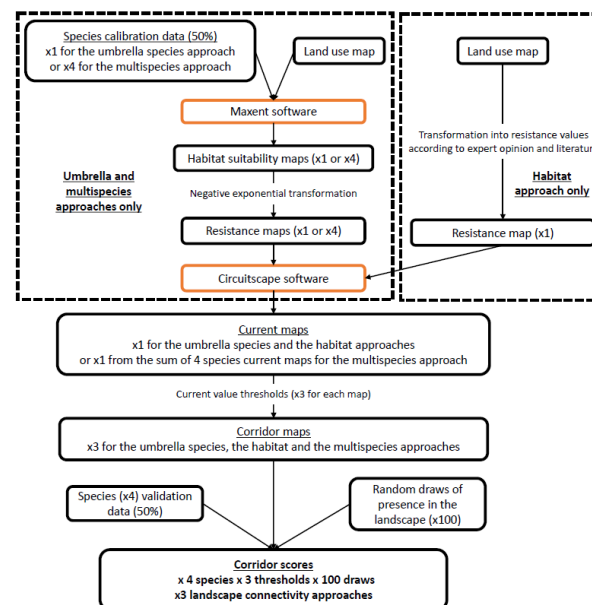 Species calibration data (50%)
x1 for the umbrella species approach
or x4 for the multispecies approach
Land use map
Land use map
Maxent software
Transformation into resistance values
according to expert opinion and literatur
Habitat suitability maps (x1 or x4)
Umbrella and
multispecies
approaches only
Negative exponential transformation
Habitat
approach only
Resistance maps (x1 or x4)
Resistance map (x1)
Circuitscape software
Current maps
x1 for the umbrella species and the habitat approaches
or x1 from the sum of 4 species current maps for the multispecies approach
Current value thresholds (x3 for each map)
Corridor maps
x3 for the umbrella species, the habitat and the multispecies approaches
Species (x4) validation
data (50%)
Random draws of
presence in the
landscape (x100)
Corridor scores
x 4 species x 3 thresholds x 100 draws
x3 landscape connectivity approaches